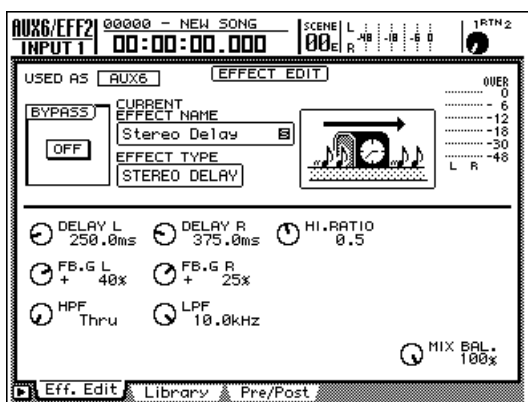 AUX6/EFF2 00000 - NEW SONG SCENE L -48 -18 -6 0 1RTN2
INPUT 1 00:00:00.000 00E R
USED AS AUX6 EFFECT EDIT OVER
0
BYPASS CURRENT 6
EFFECT NAME 12
OFF Stereo Delay S 18
EFFECT TYPE 30
STEREO DELAY 48
L R
DELAY L DELAY R HI.RATIO
250.0ms 375.0ms 0.5
FB.G L FB.G R
+ 40% + 25%
HPF LPF
Thru 10.0kHz
MIX BAL.
100%
Eff. Edit Library Pre/Post